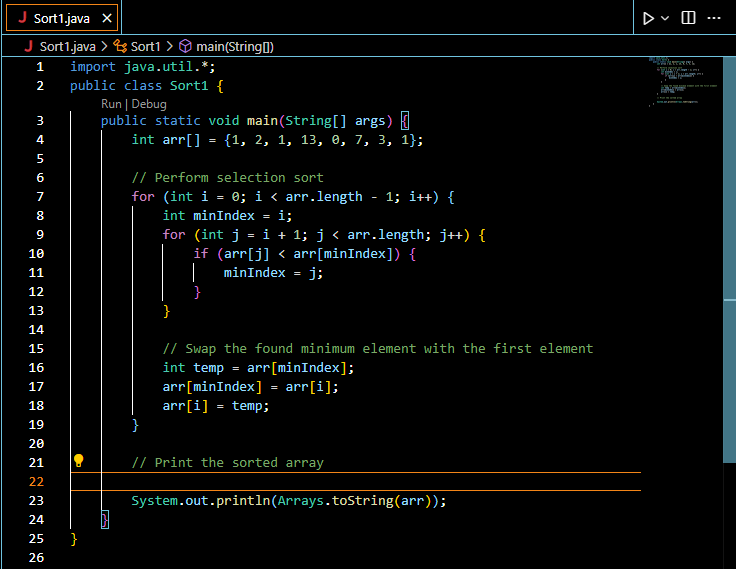 J Sort1.java ×
J Sort1.java > Sort1 > main(String[])
1 import java.util.*;
2 public class Sort1 {
Run | Debug
3 public static void main(String[] args) {
4 int arr[] = {1, 2, 1, 13, 0, 7, 3, 1};
5
6 // Perform selection sort
7 for (int i = 0; i < arr.length - 1; i++) {
8 int minIndex = i;
9 for (int j = i + 1; j < arr.length; j++) {
10 if (arr[j] < arr[minIndex]) {
11 minIndex = j;
12 }
13 }
14
15 // Swap the found minimum element with the first element
16 int temp = arr[minIndex];
17 arr[minIndex] = arr[i];
18 arr[i] = temp;
19 }
20
21 // Print the sorted array
22
23 System.out.println(Arrays.toString(arr));
24 }
25 }
26